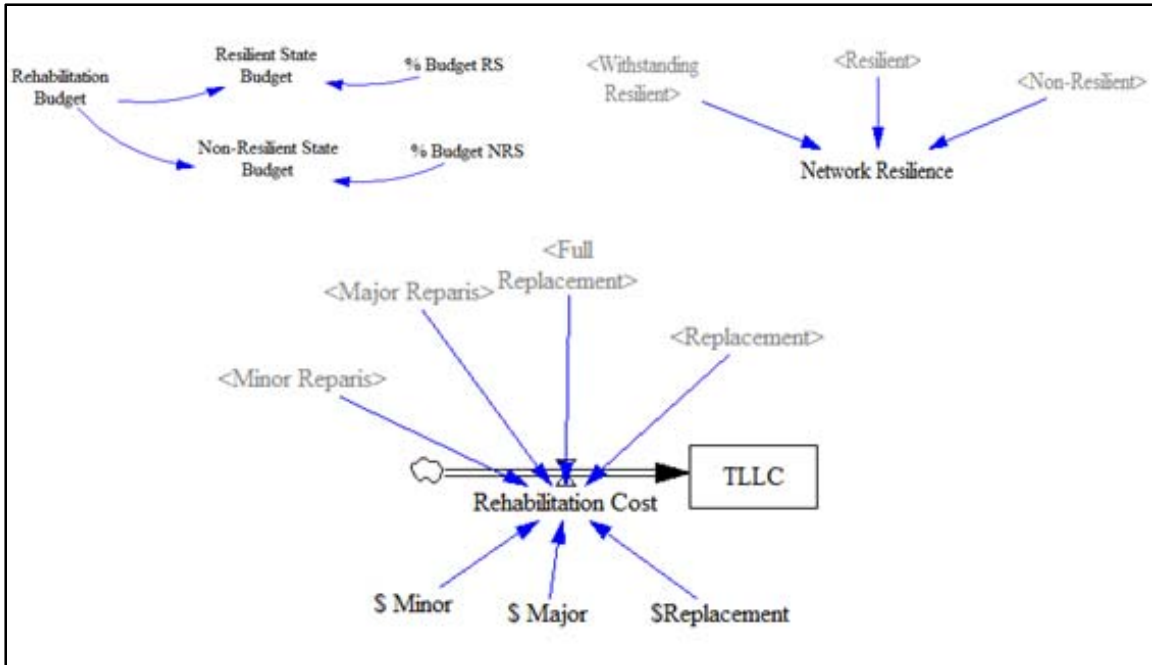 Rehabilitation
Budget
Resilient State
Budget
% Budget RS
Non-Resilient State
Budget
% Budget NRS
<Withstanding
Resilient>
<Resilient>
<Non-Resilient>
Network Resilience
<Full
Replacement>
<Major Reparis>
<Replacement>
<Minor Reparis>
TLLC
Rehabilitation Cost
$ Minor
$ Major
$Replacement